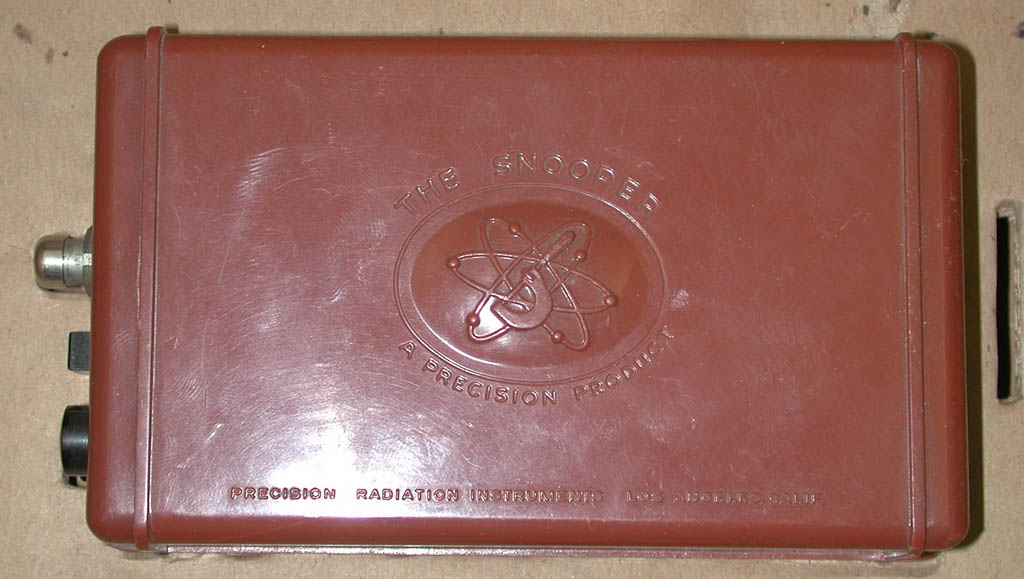 THE SNOOPER
A PRECISION PRODUCT
PRECISION RADIATION INSTRUMENTS LOS ANGELES, CALIF